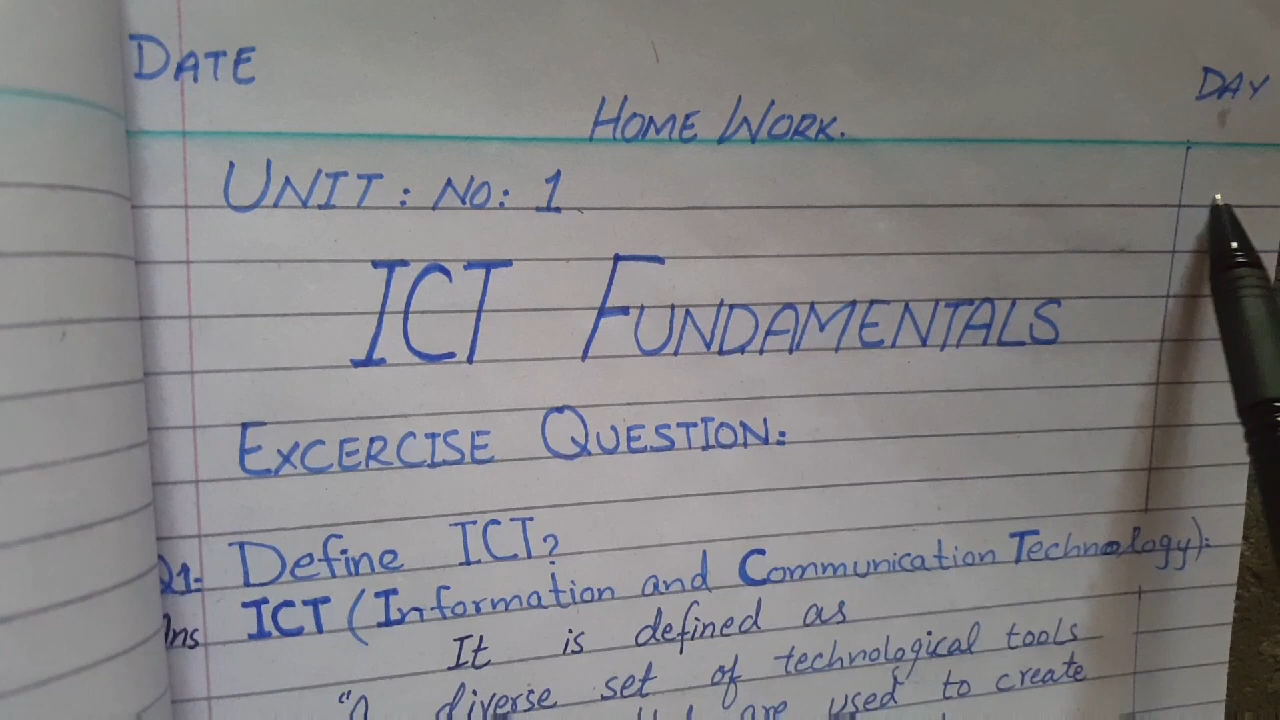 DATE
DAY
HOME WORK.
UNIT: NO: 1
ICT FUNDAMENTALS
EXCERCISE QUESTION:
Q1:- Define ICT?
Ans ICT (Information and Communication Technology):
It is defined as
"A diverse set of technological tools
are used to create